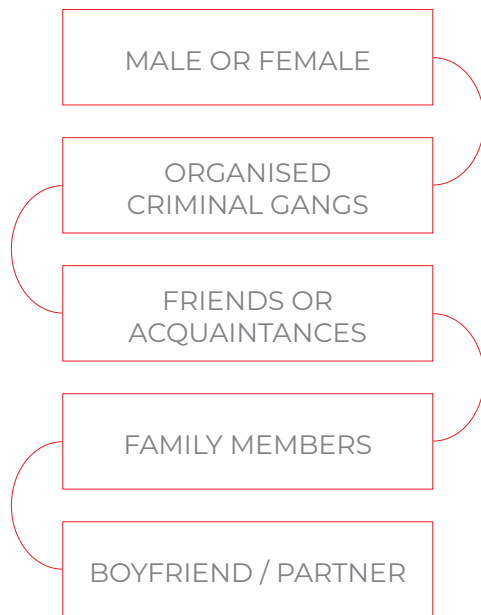 MALE OR FEMALE
ORGANISED
CRIMINAL GANGS
FRIENDS OR
ACQUAINTANCES
FAMILY MEMBERS
BOYFRIEND / PARTNER